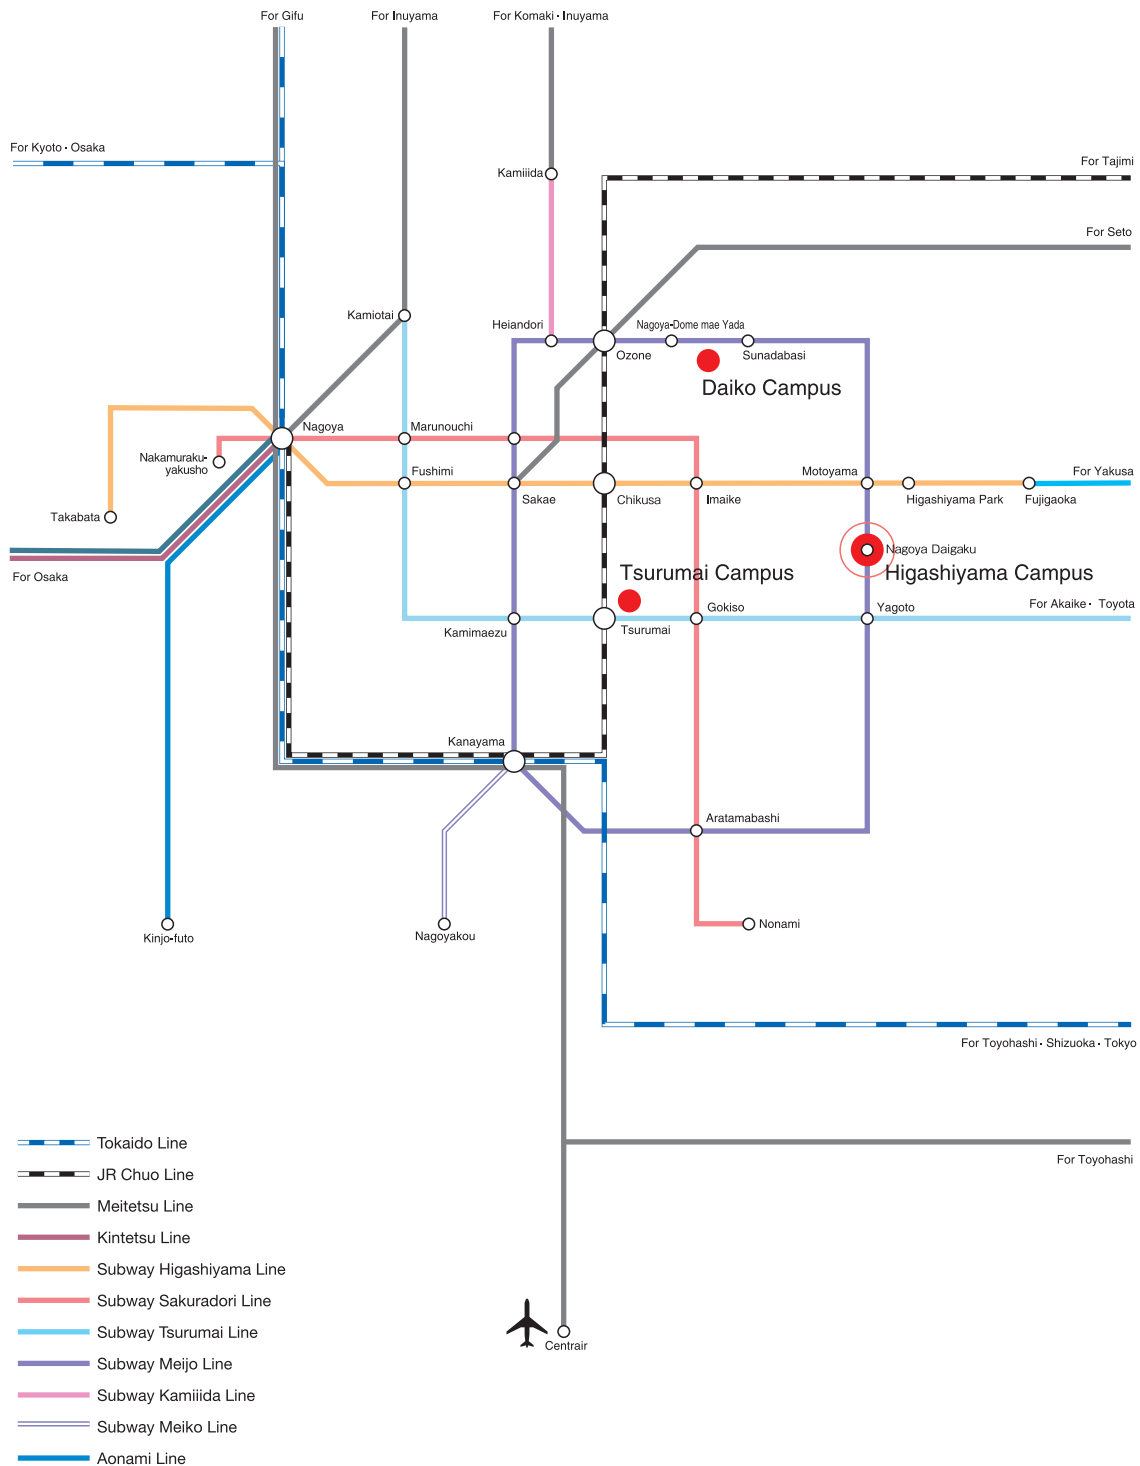 For Gifu
For Inuyama
For Komaki · Inuyama
For Kyoto · Osaka
For Tajimi
Kamiiida
For Seto
Kamiotai
Heiandori
Nagoya-Dome mae Yada
Ozone
Sunadabasi
Daiko Campus
Nagoya
Marunouchi
Nakamuraku-
yakusho
Fushimi
Motoyama
For Yakusa
Sakae
Chikusa
Imaike
Higashiyama Park
Fujigaoka
Takabata
Nagoya Daigaku
For Osaka
Tsurumai Campus
Higashiyama Campus
Gokiso
Yagoto
For Akaike · Toyota
Kamimaezu
Tsurumai
Kanayama
Aratamabashi
Kinjo-futo
Nagoyakou
Nonami
For Toyohashi · Shizuoka · Tokyo
Tokaido Line
For Toyohashi
JR Chuo Line
Meitetsu Line
Kintetsu Line
Subway Higashiyama Line
Subway Sakuradori Line
Subway Tsurumai Line
Centrair
Subway Meijo Line
Subway Kamiiida Line
Subway Meiko Line
Aonami Line